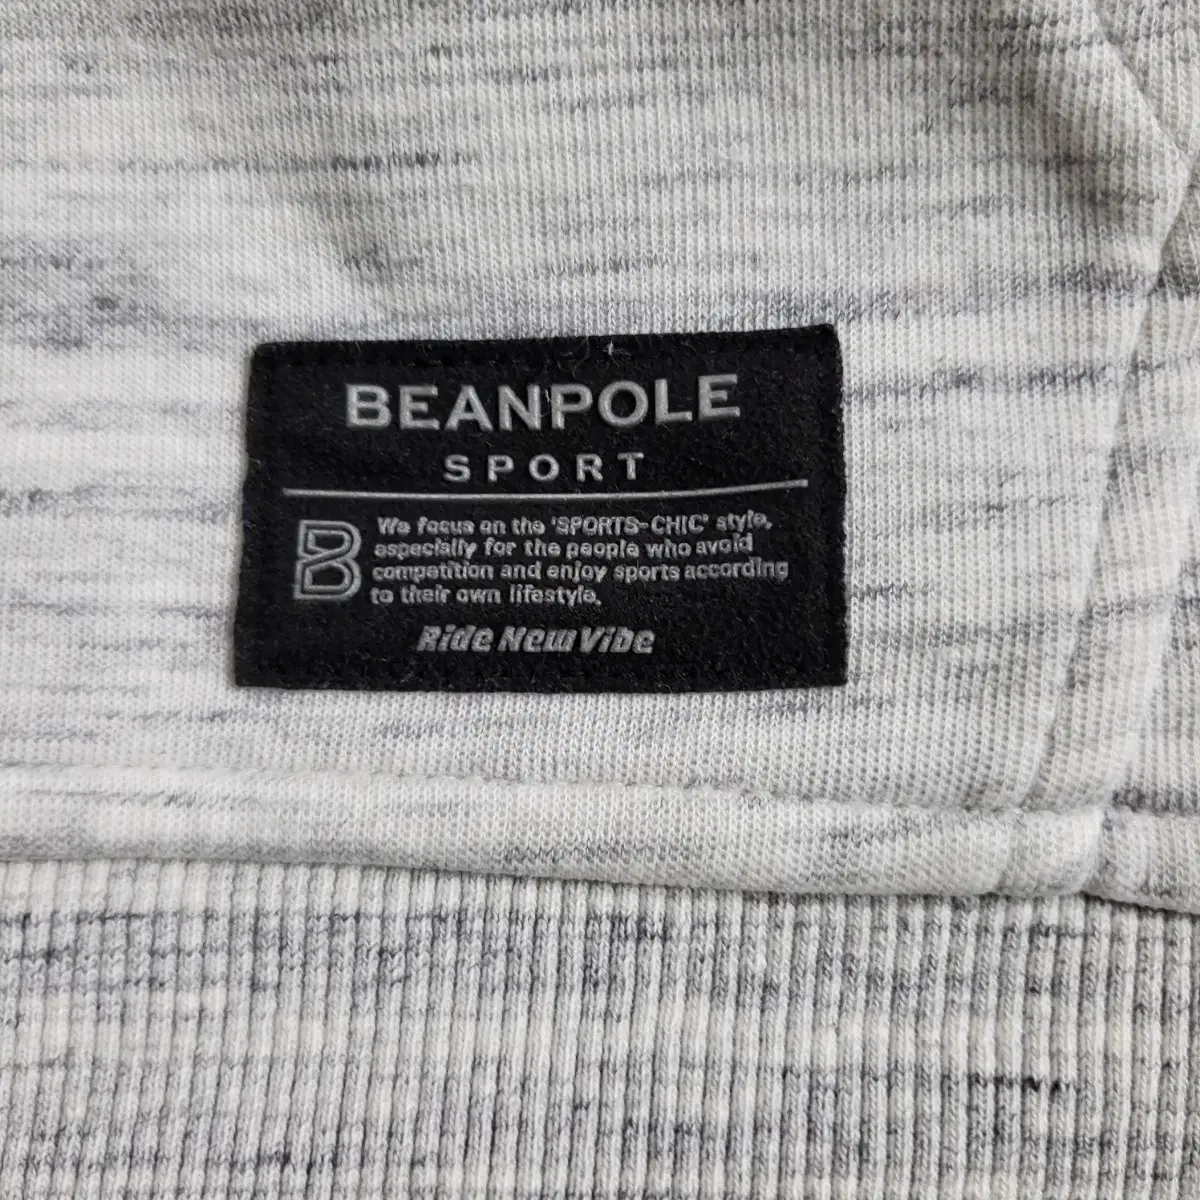 BEANPOLE
SPORT
B
We focus on the 'SPORTS-CHIC' style,
especially for the people who avoid
competition and enjoy sports according
to their own lifestyle.
Ride New Vibe